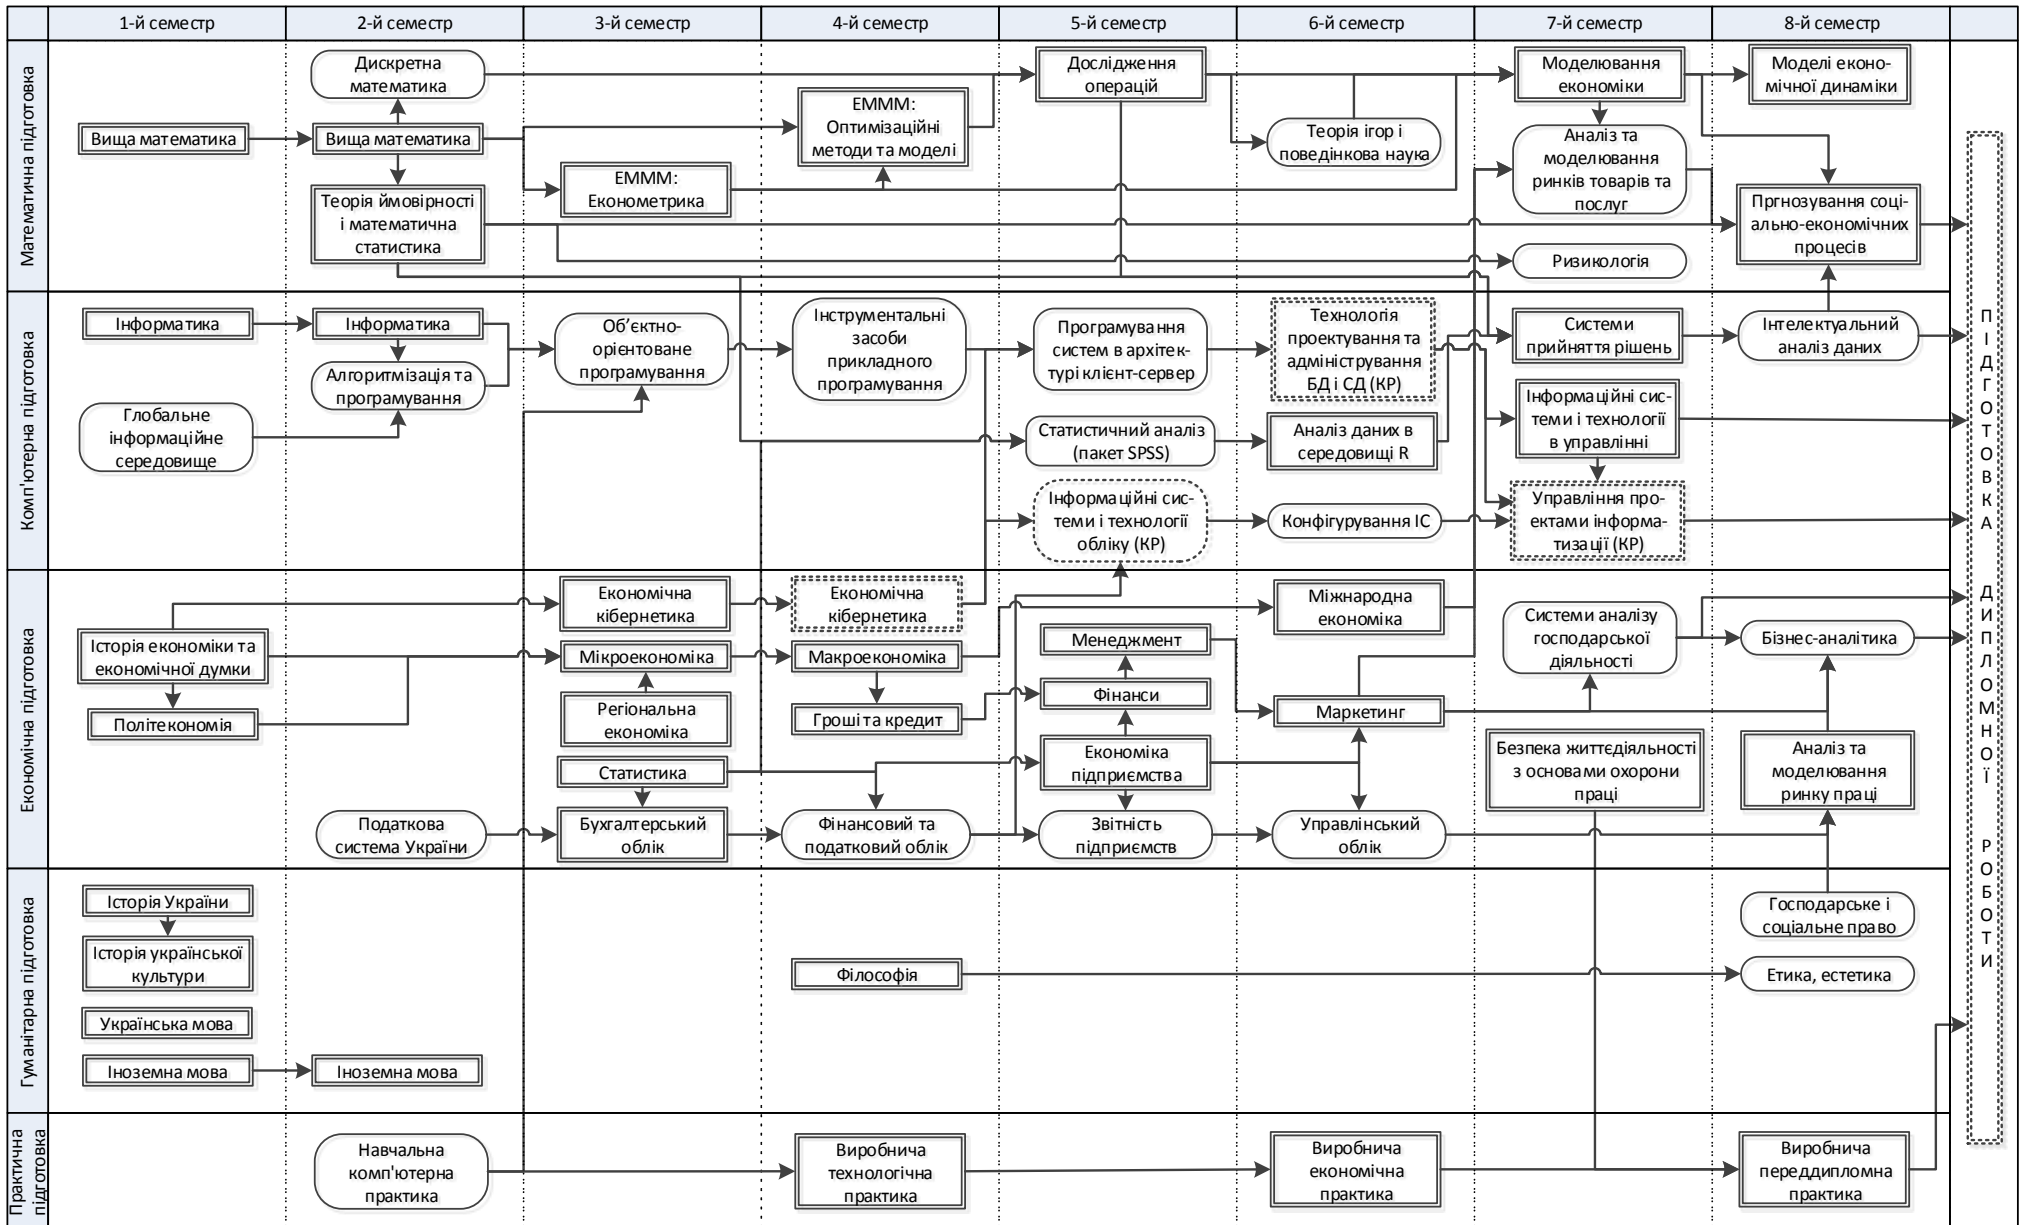 1-й семестр
2-й семестр
3-й семестр
4-й семестр
5-й семестр
6-й семестр
7-й семестр
8-й семестр
Математична підготовка
Вища математика
Дискретна
математика
Вища математика
Теорія ймовірності
і математична
статистика
ЕМММ:
Економетрика
ЕМММ:
Оптимізаційні
методи та моделі
Дослідження
операцій
Теорія ігор і
поведінкова наука
Моделювання
економіки
Аналіз та
моделювання
ринків товарів та
послуг
Ризикологія
Моделі еконо-
мічної динаміки
Пргнозування соці-
ально-економічних
процесів
Комп'ютерна підготовка
Інформатика
Глобальне
інформаційне
середовище
Інформатика
Алгоритмізація та
програмування
Об’єктно-
орієнтоване
програмування
Інструментальні
засоби
прикладного
програмування
Програмування
систем в архітек-
турі клієнт-сервер
Статистичний аналіз
(пакет SPSS)
Інформаційні сис-
теми і технології
обліку (КР)
Технологія
проектування та
адміністрування
БД і СД (КР)
Аналіз даних в
середовищі R
Конфігурування ІС
Системи
прийняття рішень
Інформаційні сис-
теми і технології
в управлінні
Управління про-
ектами інформа-
тизації (КР)
Інтелектуальний
аналіз даних
Економічна підготовка
Історія економіки та
економічної думки
Політекономія
Податкова
система України
Економічна
кібернетика
Мікроекономіка
Регіональна
економіка
Статистика
Бухгалтерський
облік
Економічна
кібернетика
Макроекономіка
Гроші та кредит
Фінансовий та
податковий облік
Менеджмент
Фінанси
Економіка
підприємства
Звітність
підприємств
Міжнародна
економіка
Маркетинг
Управлінський
облік
Системи аналізу
господарської
діяльності
Безпека життєдіяльності
з основами охорони
праці
Бізнес-аналітика
Аналіз та
моделювання
ринку праці
Гуманітарна підготовка
Історія України
Історія української
культури
Українська мова
Іноземна мова
Іноземна мова
Філософія
Господарське і
соціальне право
Етика, естетика
Практична
підготовка
Навчальна
комп'ютерна
практика
Виробнича
технологічна
практика
Виробнича
економічна
практика
Виробнича
переддипломна
практика
ПІДГОТОВКА ДИПЛОМНОЇ РОБОТИ